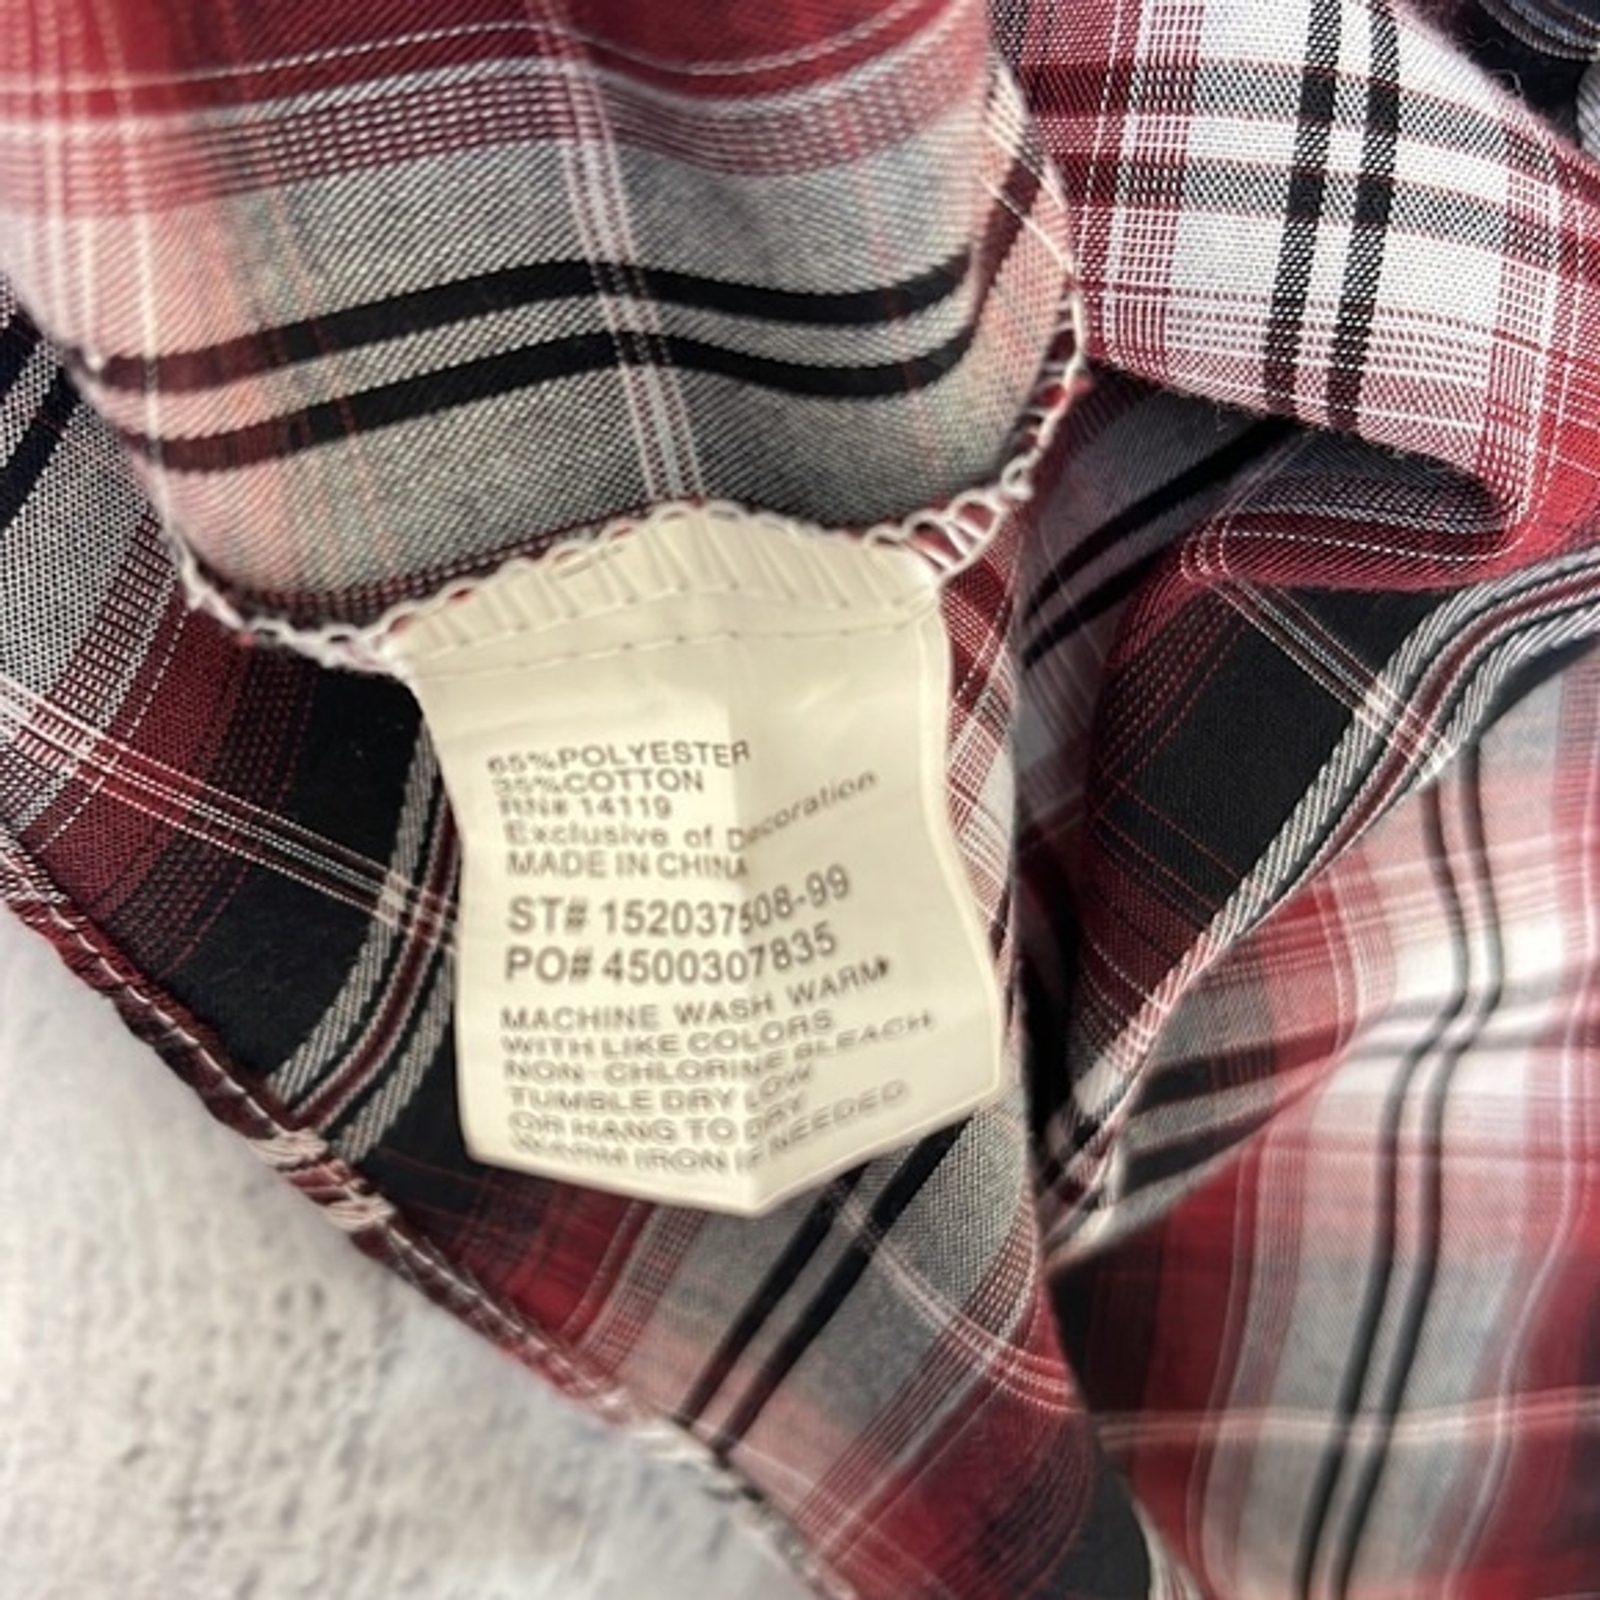 65%POLYESTER
35%COTTON
RN# 14119
Exclusive of Decoration
MADE IN CHINA
ST# 152037508-99
PO# 4500307835
MACHINE WASH WARM
WITH LIKE COLORS
NON-CHLORINE BLEACH
TUMBLE DRY LOW
OR HANG TO DRY
WARM IRON IF NEEDED